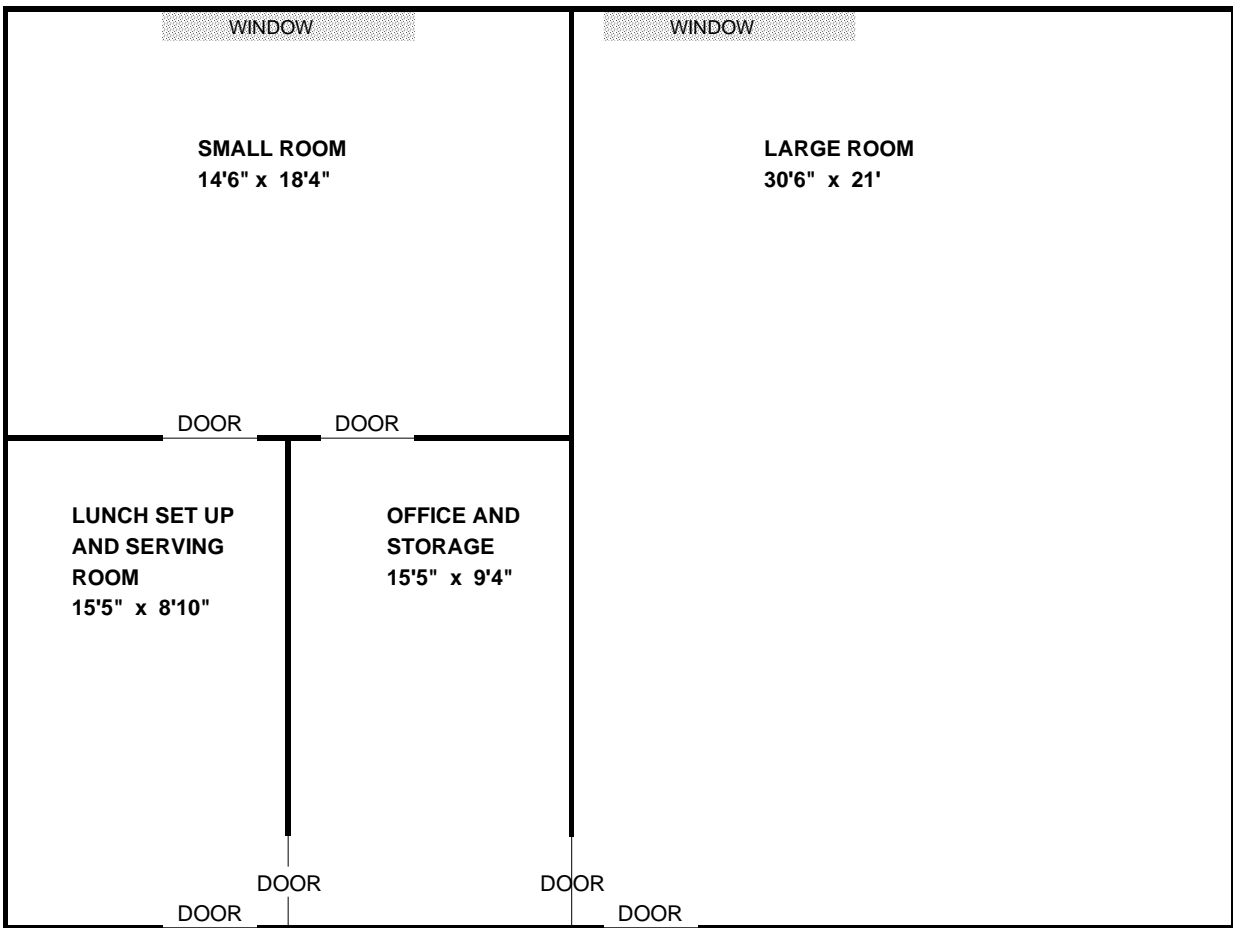 WINDOW
WINDOW
SMALL ROOM
14'6" x 18'4"
LARGE ROOM
30'6" x 21'
DOOR
DOOR
LUNCH SET UP
AND SERVING
ROOM
15'5" x 8'10"
OFFICE AND
STORAGE
15'5" x 9'4"
DOOR
DOOR
DOOR
DOOR